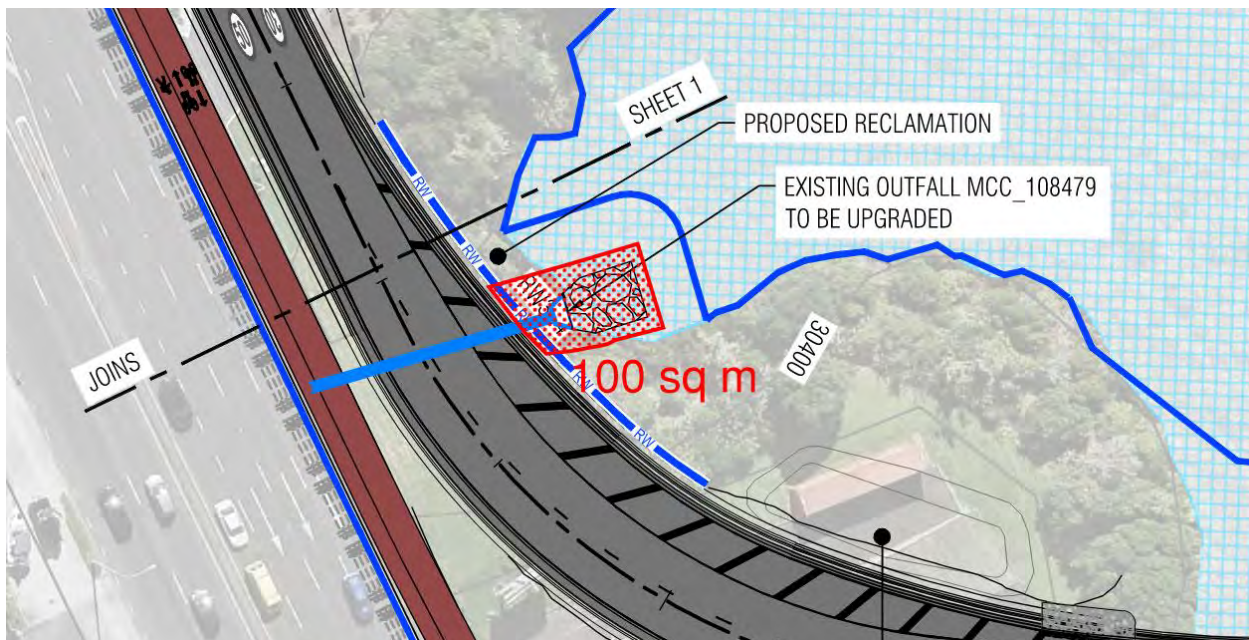 50
SHEET 1
PROPOSED RECLAMATION
EXISTING OUTFALL MCC_108479
TO BE UPGRADED
RW
RW
RW
RW
RW
JOINS
100 sq m
30400